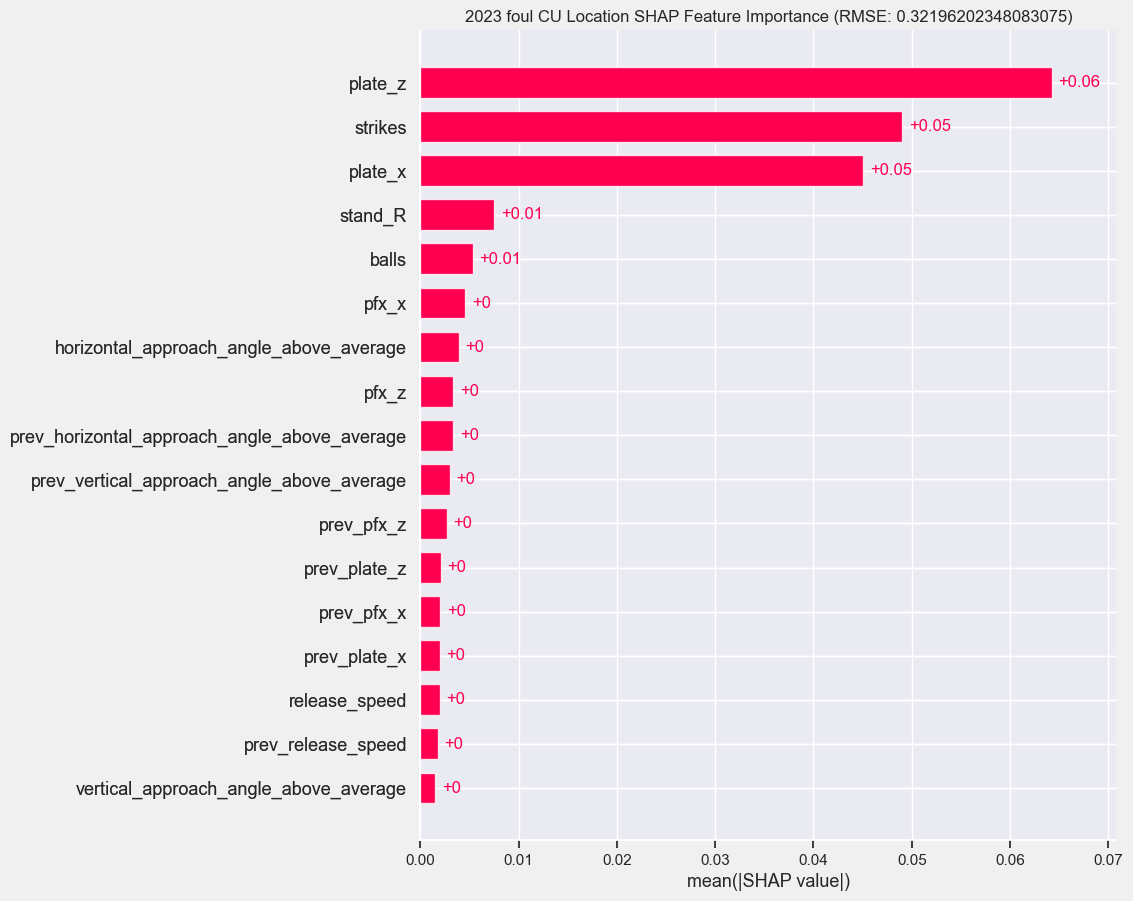 2023 foul CU Location SHAP Feature Importance (RMSE: 0.32196202348083075)
plate_z +0.06
strikes +0.05
plate_x +0.05
stand_R +0.01
balls +0.01
pfx_x +0
horizontal_approach_angle_above_average +0
pfx_z +0
prev_horizontal_approach_angle_above_average +0
prev_vertical_approach_angle_above_average +0
prev_pfx_z +0
prev_plate_z +0
prev_pfx_x +0
prev_plate_x +0
release_speed +0
prev_release_speed +0
vertical_approach_angle_above_average +0
0.00 0.01 0.02 0.03 0.04 0.05 0.06 0.07
mean(|SHAP value|)